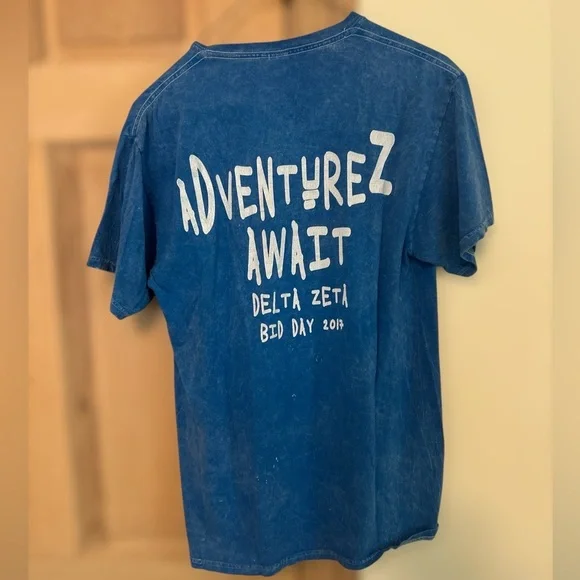 ADVENTUREZ
AWAIT
DELTA ZETA
BID DAY 2017